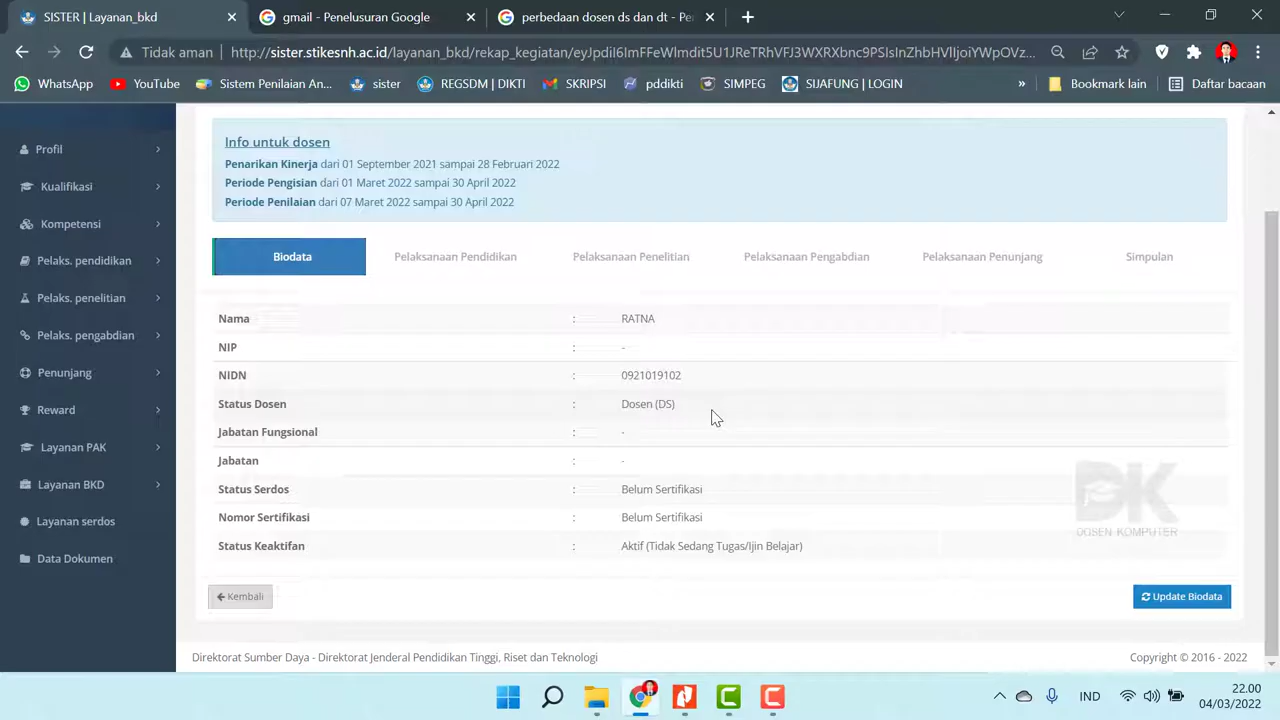 SISTER | Layanan_bkd
gmail - Penelusuran Google
perbedaan dosen ds dan dt - Pe
Tidak aman
http://sister.stikesnh.ac.id/layanan_bkd/rekap_kegiatan/eyJpdiI6ImFFeWlmdit5U1JReTRhVFJ3WXRXbnc9PSIsInZhbHVlIjoiYWpOVz...
WhatsApp
YouTube
Sistem Penilaian An...
sister
REGSDM | DIKTI
SKRIPSI
pddikti
SIMPEG
SIJAFUNG | LOGIN
»
Bookmark lain
Daftar bacaan
Profil
Kualifikasi
Kompetensi
Pelaks. pendidikan
Pelaks. penelitian
Pelaks. pengabdian
Penunjang
Reward
Layanan PAK
Layanan BKD
Layanan serdos
Data Dokumen
Info untuk dosen
Penarikan Kinerja dari 01 September 2021 sampai 28 Februari 2022
Periode Pengisian dari 01 Maret 2022 sampai 30 April 2022
Periode Penilaian dari 07 Maret 2022 sampai 30 April 2022
Biodata
Pelaksanaan Pendidikan
Pelaksanaan Penelitian
Pelaksanaan Pengabdian
Pelaksanaan Penunjang
Simpulan
Nama : RATNA
NIP : -
NIDN : 0921019102
Status Dosen : Dosen (DS)
Jabatan Fungsional : -
Jabatan : -
Status Serdos : Belum Sertifikasi
Nomor Sertifikasi : Belum Sertifikasi
Status Keaktifan : Aktif (Tidak Sedang Tugas/Ijin Belajar)
DK
DOSEN KOMPUTER
Kembali
Update Biodata
Direktorat Sumber Daya - Direktorat Jenderal Pendidikan Tinggi, Riset dan Teknologi
Copyright © 2016 - 2022
IND
22.00
04/03/2022